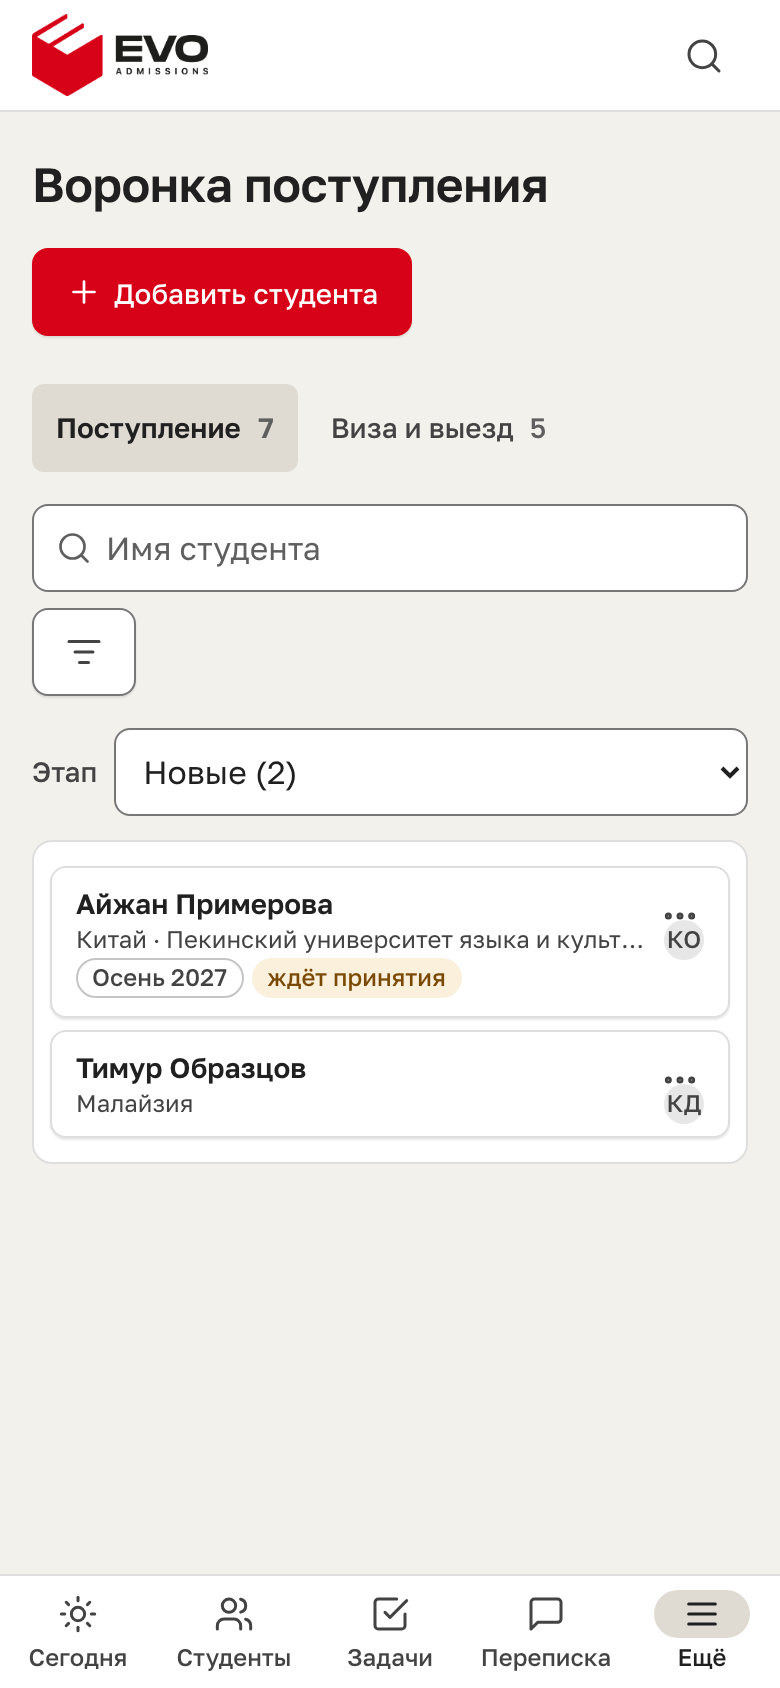 EVO
ADMISSIONS
Воронка поступления
Добавить студента
Поступление 7
Виза и выезд 5
Имя студента
Этап
Новые (2)
Айжан Примерова
Китай · Пекинский университет языка и культ...
КО
Осень 2027
ждёт принятия
Тимур Образцов
Малайзия
КД
Сегодня
Студенты
Задачи
Переписка
Ещё